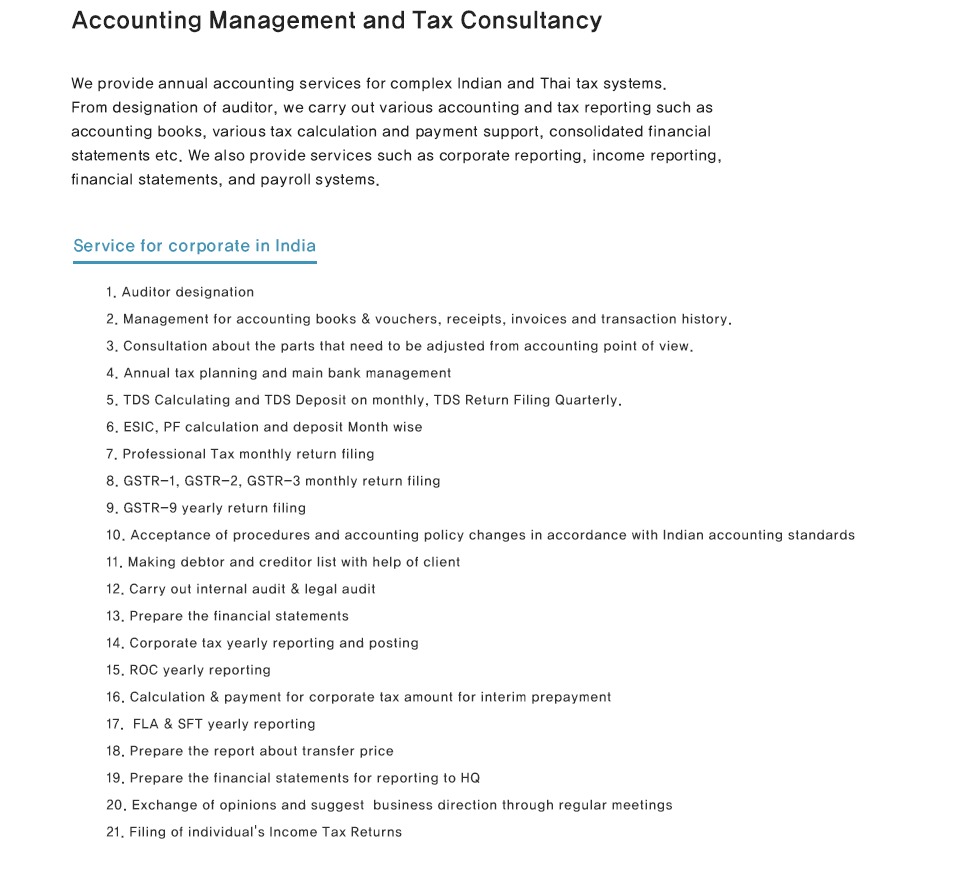 Accounting Management and Tax Consultancy
We provide annual accounting services for complex Indian and Thai tax systems.
From designation of auditor, we carry out various accounting and tax reporting such as
accounting books, various tax calculation and payment support, consolidated financial
statements etc. We also provide services such as corporate reporting, income reporting,
financial statements, and payroll systems.
Service for corporate in India
1. Auditor designation
2. Management for accounting books & vouchers, receipts, invoices and transaction history.
3. Consultation about the parts that need to be adjusted from accounting point of view.
4. Annual tax planning and main bank management
5. TDS Calculating and TDS Deposit on monthly, TDS Return Filing Quarterly.
6. ESIC, PF calculation and deposit Month wise
7. Professional Tax monthly return filing
8. GSTR-1, GSTR-2, GSTR-3 monthly return filing
9. GSTR-9 yearly return filing
10. Acceptance of procedures and accounting policy changes in accordance with Indian accounting standards
11. Making debtor and creditor list with help of client
12. Carry out internal audit & legal audit
13. Prepare the financial statements
14. Corporate tax yearly reporting and posting
15. ROC yearly reporting
16. Calculation & payment for corporate tax amount for interim prepayment
17. FLA & SFT yearly reporting
18. Prepare the report about transfer price
19. Prepare the financial statements for reporting to HQ
20. Exchange of opinions and suggest business direction through regular meetings
21. Filing of individual's Income Tax Returns